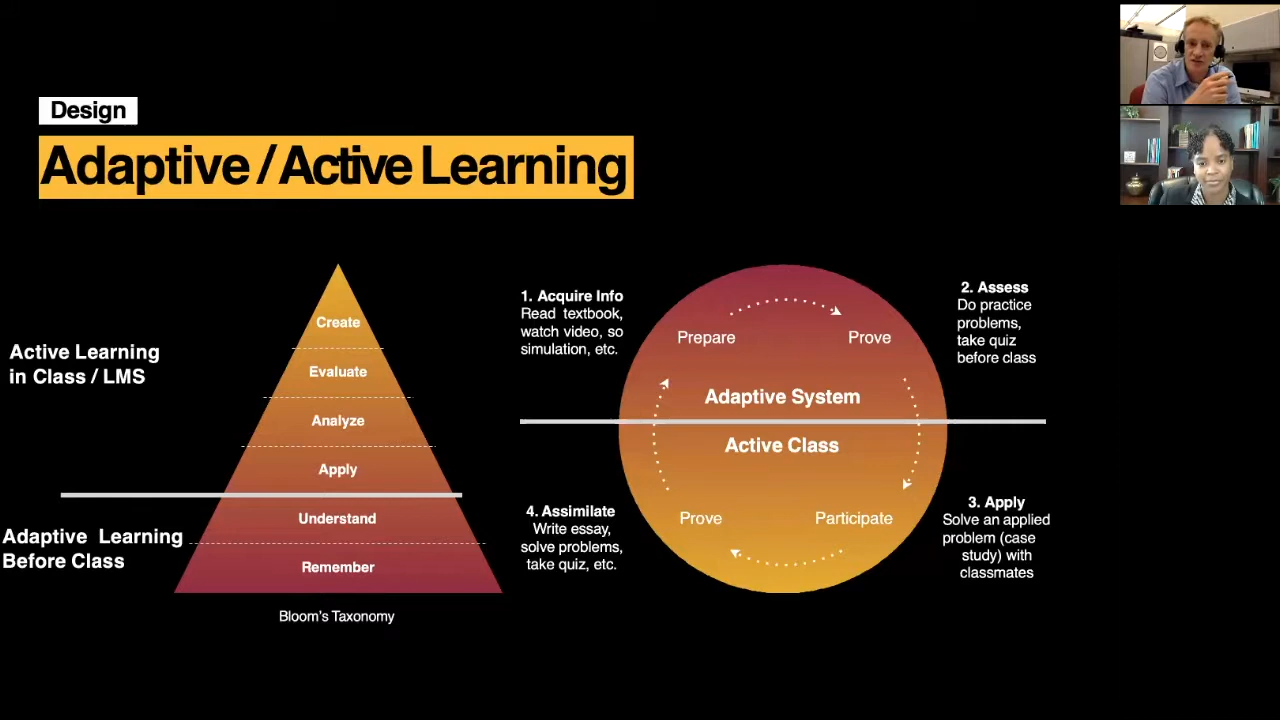 Design
Adaptive / Active Learning
Active Learning
in Class / LMS
Adaptive Learning
Before Class
Create
Evaluate
Analyze
Apply
Understand
Remember
Bloom's Taxonomy
1. Acquire Info
Read textbook,
watch video, so
simulation, etc.
2. Assess
Do practice
problems,
take quiz
before class
Prepare
Prove
Adaptive System
Active Class
Prove
Participate
4. Assimilate
Write essay,
solve problems,
take quiz, etc.
3. Apply
Solve an applied
problem (case
study) with
classmates